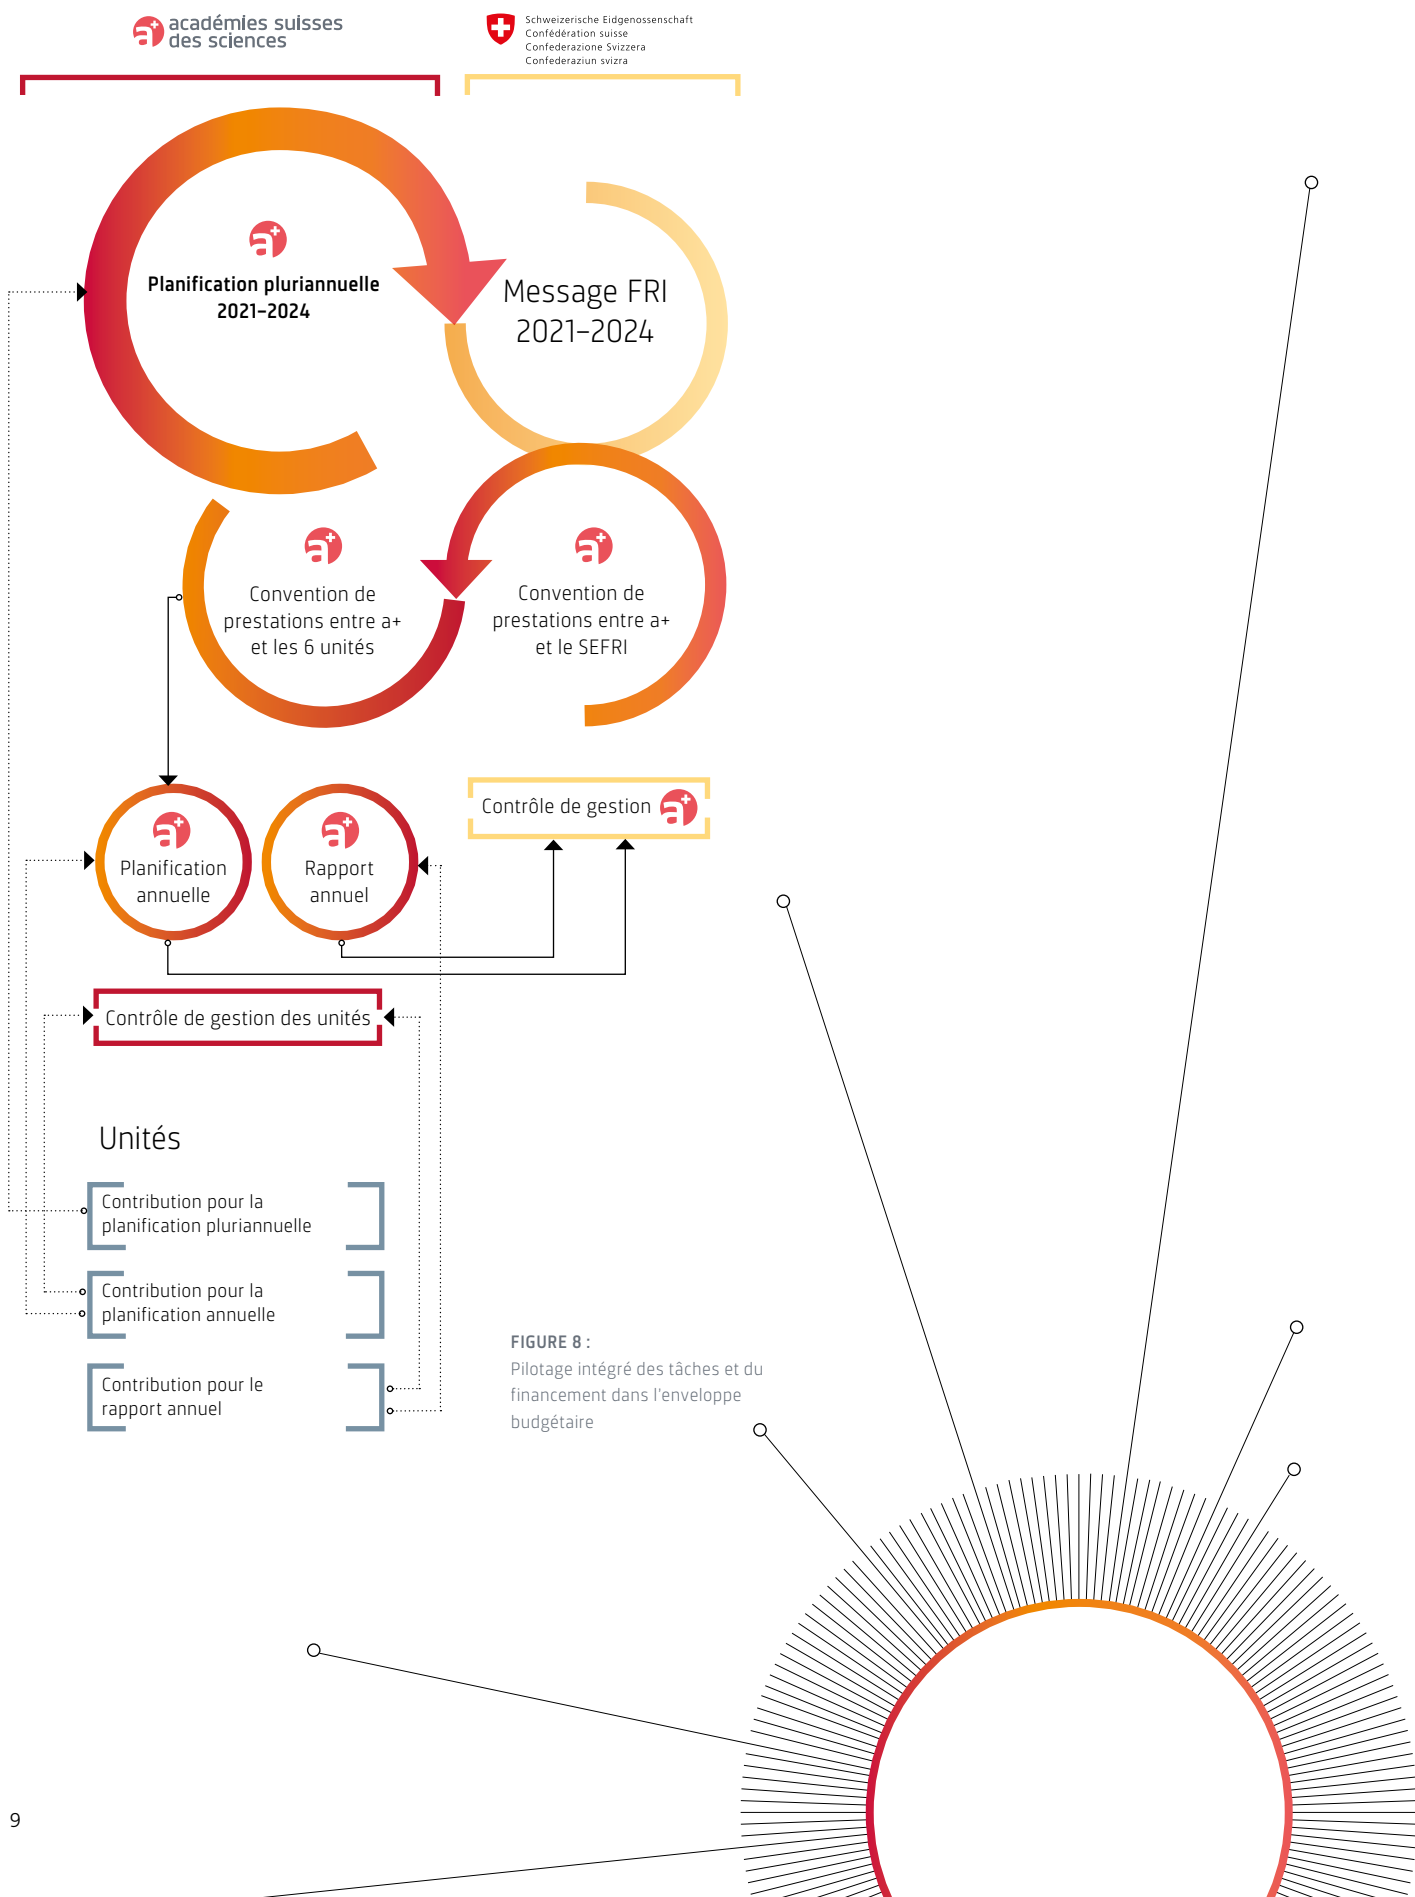 académies suisses
des sciences
Schweizerische Eidgenossenschaft
Confédération suisse
Confederazione Svizzera
Confederaziun svizra
a+
Planification pluriannuelle
2021–2024
Message FRI
2021–2024
a+
Convention de
prestations entre a+
et les 6 unités
a+
Convention de
prestations entre a+
et le SEFRI
a+
Planification
annuelle
a+
Rapport
annuel
Contrôle de gestion a+
Contrôle de gestion des unités
Unités
Contribution pour la
planification pluriannuelle
Contribution pour la
planification annuelle
Contribution pour le
rapport annuel
FIGURE 8 :
Pilotage intégré des tâches et du
financement dans l'enveloppe
budgétaire
9